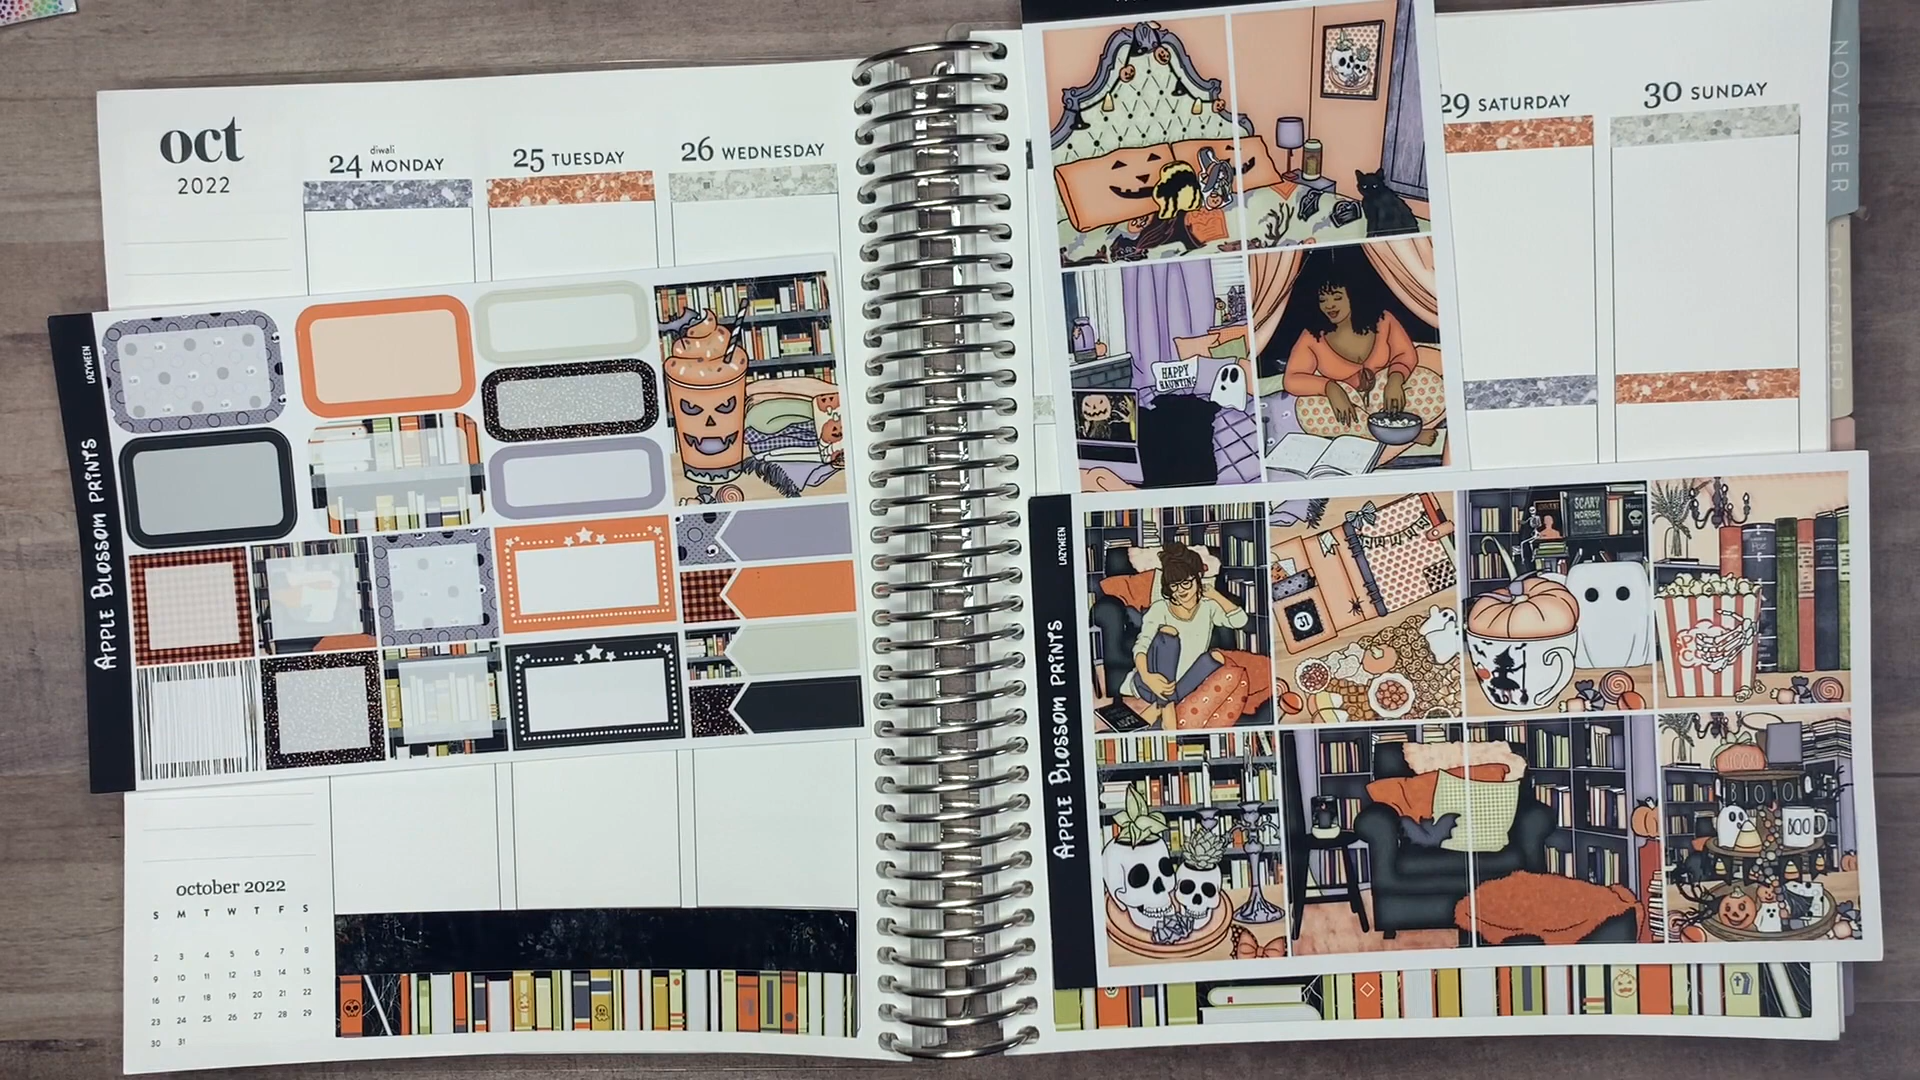 oct
2022
diwali
24 MONDAY
25 TUESDAY
26 WEDNESDAY
29 SATURDAY
30 SUNDAY
NOVEMBER
DECEMBER
APPLE BLOSSOM PRINTS
LAZYWEEN
HAPPY
HAUNTING
APPLE BLOSSOM PRINTS
LAZYWEEN
31
SCARY
HORROR
STORIES
POE
BOO
october 2022
S M T W T F S
1
2 3 4 5 6 7 8
9 10 11 12 13 14 15
16 17 18 19 20 21 22
23 24 25 26 27 28 29
30 31